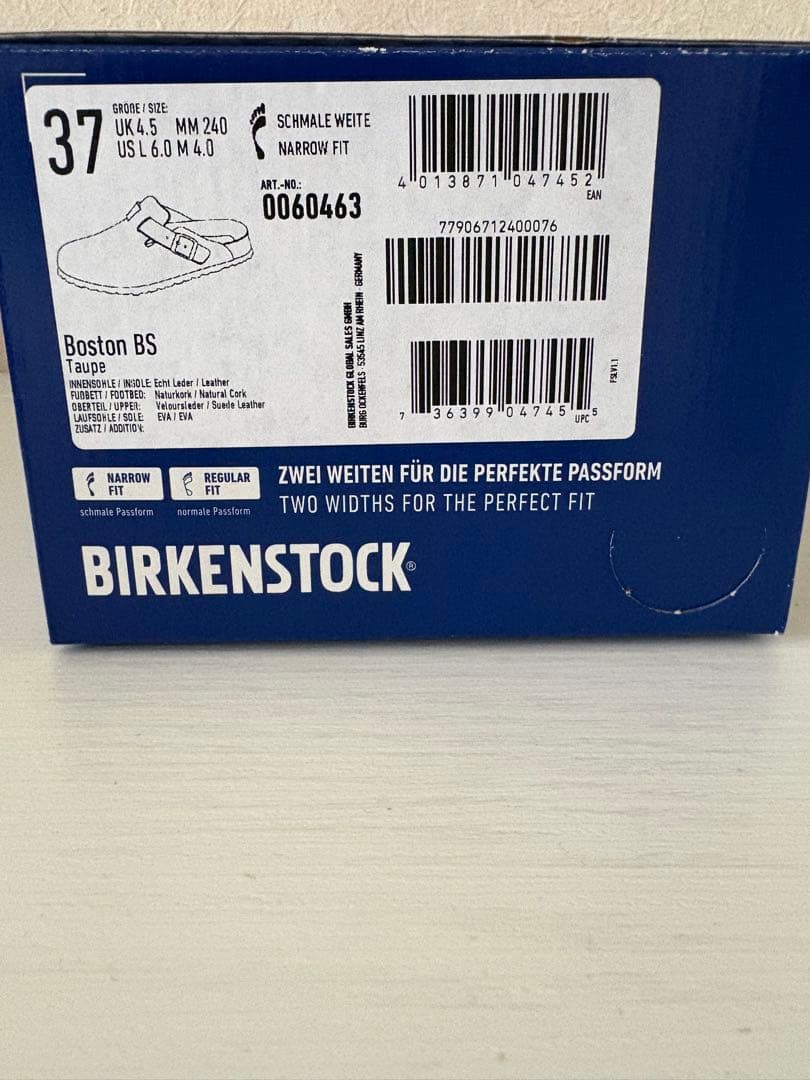 37
GRÖßE / SIZE:
UK 4.5 MM 240
US L 6.0 M 4.0
SCHMALE WEITE
NARROW FIT
ART.-NO.:
0060463
4 013871 047452
EAN
77906712400076
7 36399 04745 5
UPC
FSLV1.1
BIRKENSTOCK GLOBAL SALES GMBH
BURG OCKENFELS · 53545 LINZ AM RHEIN · GERMANY
Boston BS
Taupe
INNENSOHLE / INSOLE: Echt Leder / Leather
FUßBETT / FOOTBED: Naturkork / Natural Cork
OBERTEIL / UPPER: Veloursleder / Suede Leather
LAUFSOHLE / SOLE: EVA / EVA
ZUSATZ / ADDITION:
NARROW
FIT
schmale Passform
REGULAR
FIT
normale Passform
ZWEI WEITEN FÜR DIE PERFEKTE PASSFORM
TWO WIDTHS FOR THE PERFECT FIT
BIRKENSTOCK®